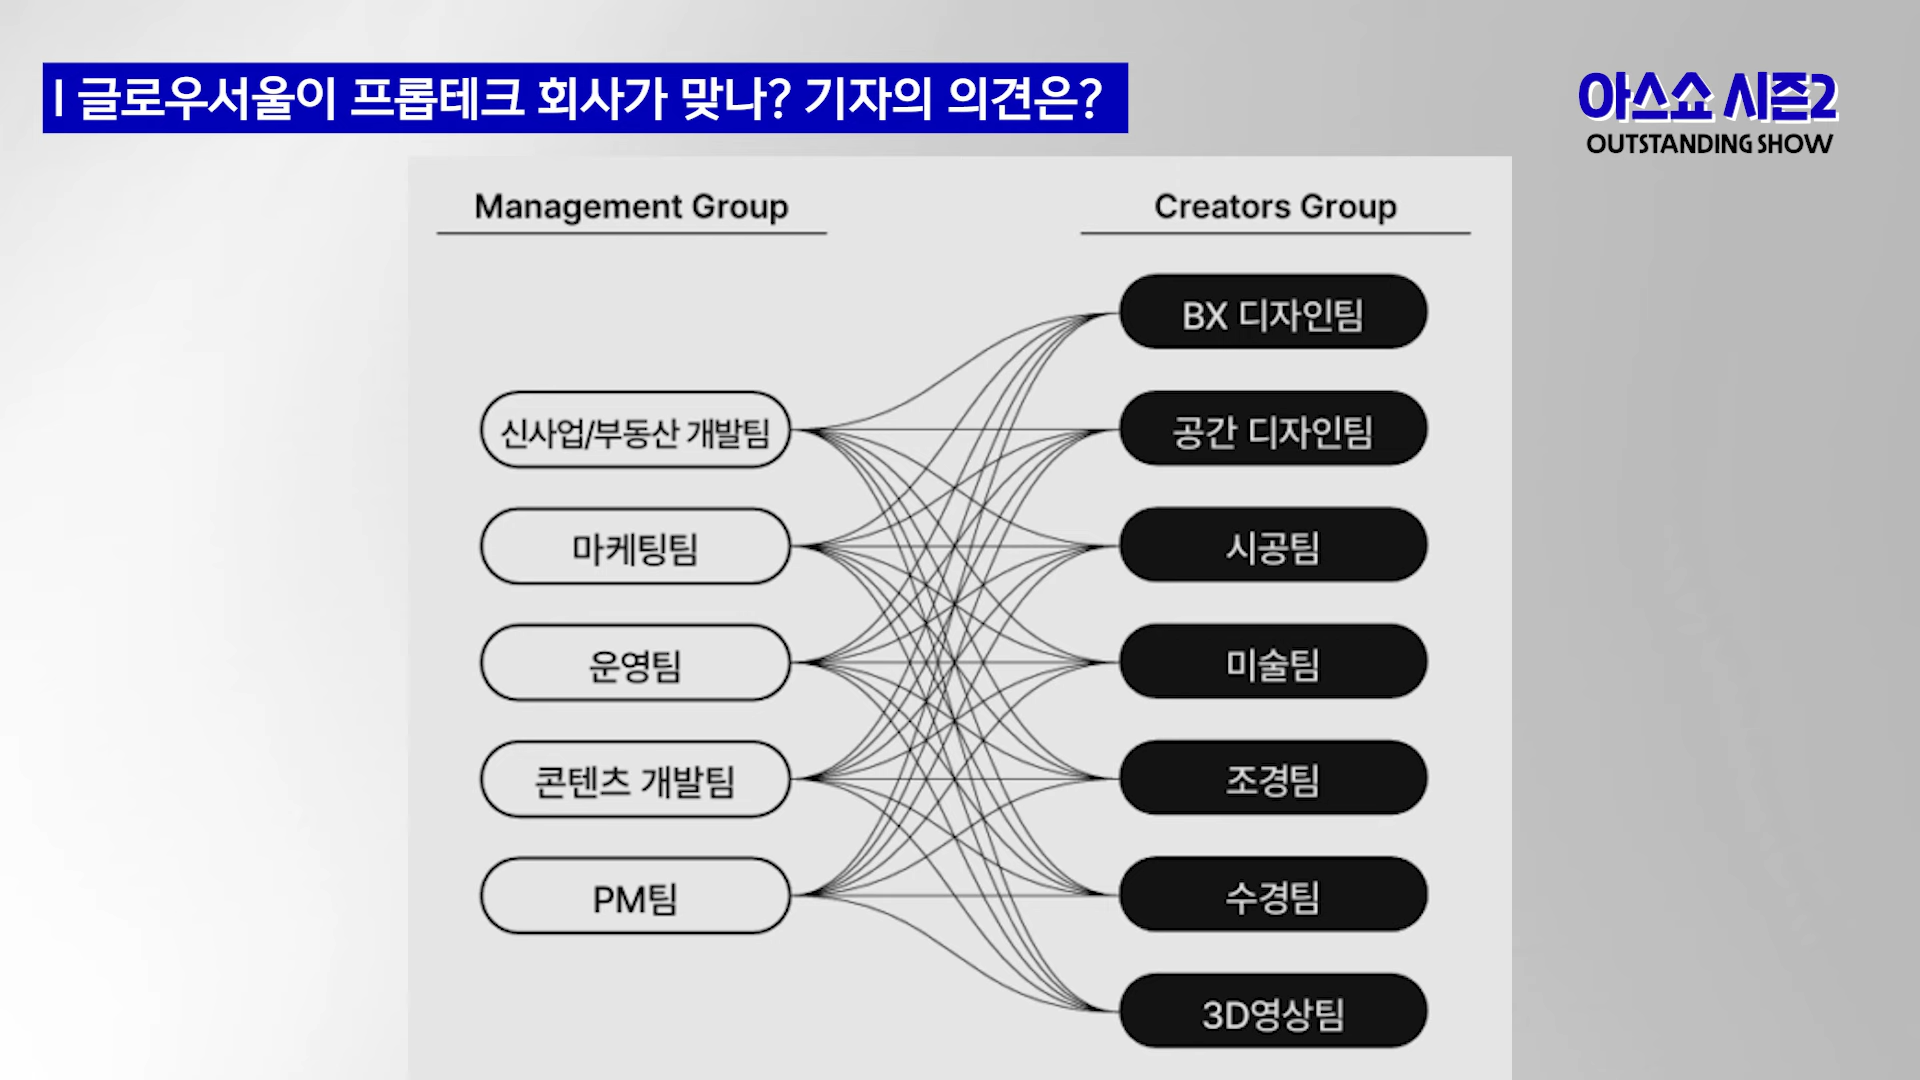 | 글로우서울이 프롭테크 회사가 맞나? 기자의 의견은?
아스쇼 시즌2
OUTSTANDING SHOW
Management Group
신사업/부동산 개발팀
마케팅팀
운영팀
콘텐츠 개발팀
PM팀
Creators Group
BX 디자인팀
공간 디자인팀
시공팀
미술팀
조경팀
수경팀
3D영상팀